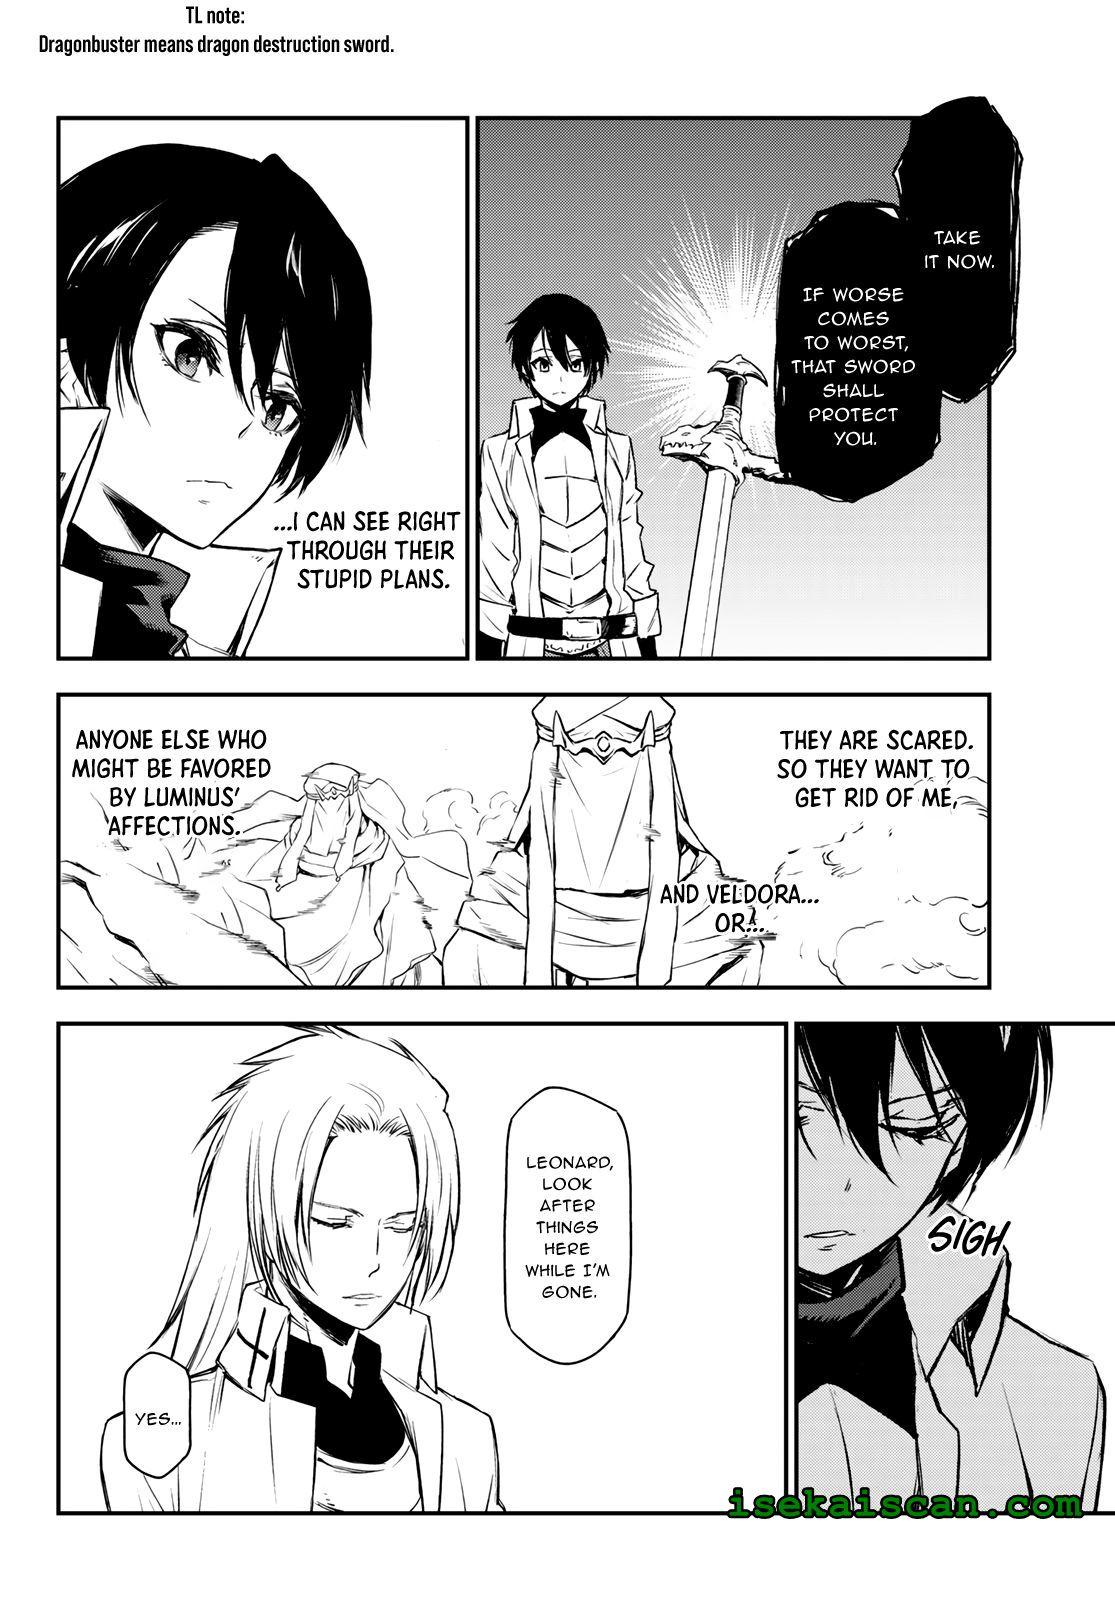 TL note:
Dragonbuster means dragon destruction sword.
TAKE
IT NOW.
IF WORSE
COMES
TO WORST,
THAT SWORD
SHALL
PROTECT
YOU.
...I CAN SEE RIGHT
THROUGH THEIR
STUPID PLANS.
THEY ARE SCARED.
SO THEY WANT TO
GET RID OF ME,
AND VELDORA...
OR...
ANYONE ELSE WHO
MIGHT BE FAVORED
BY LUMINUS'
AFFECTIONS.
SIGH
LEONARD,
LOOK
AFTER
THINGS
HERE
WHILE I'M
GONE.
YES...
isekaiscan.com